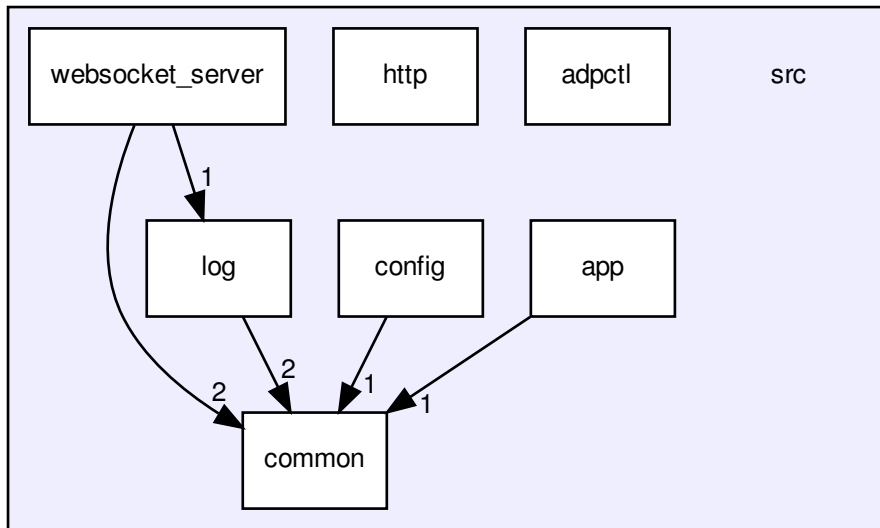 websocket_server
http
adpctl
src
1
log
config
app
2
2
1
1
common